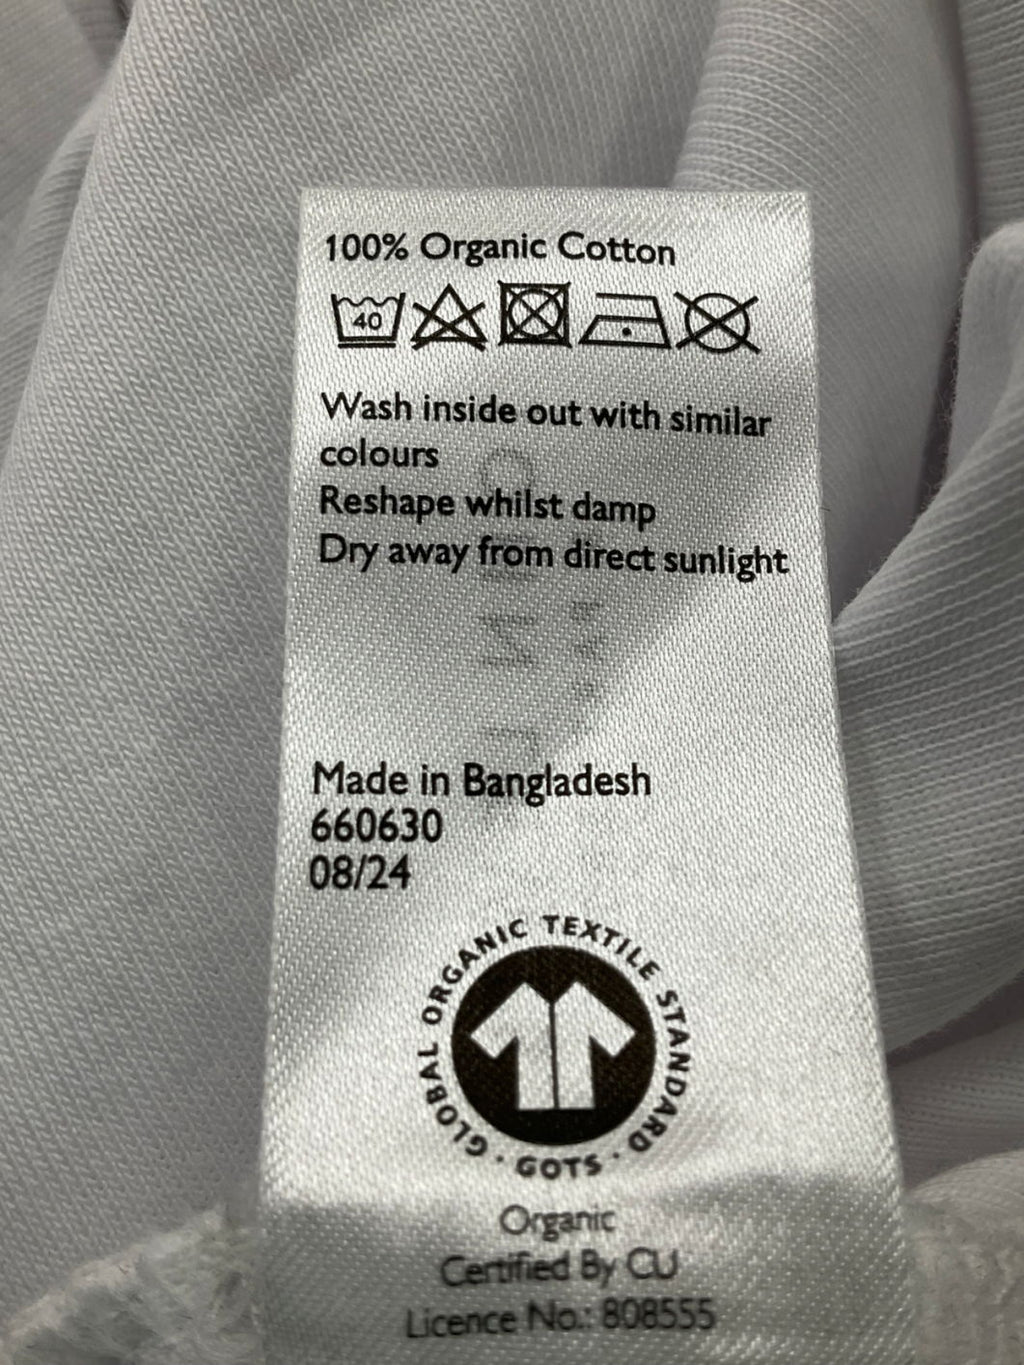 100% Organic Cotton
40
Wash inside out with similar
colours
Reshape whilst damp
Dry away from direct sunlight
Made in Bangladesh
660630
08/24
GLOBAL ORGANIC TEXTILE STANDARD
· GOTS ·
Organic
Certified By CU
Licence No.: 808555